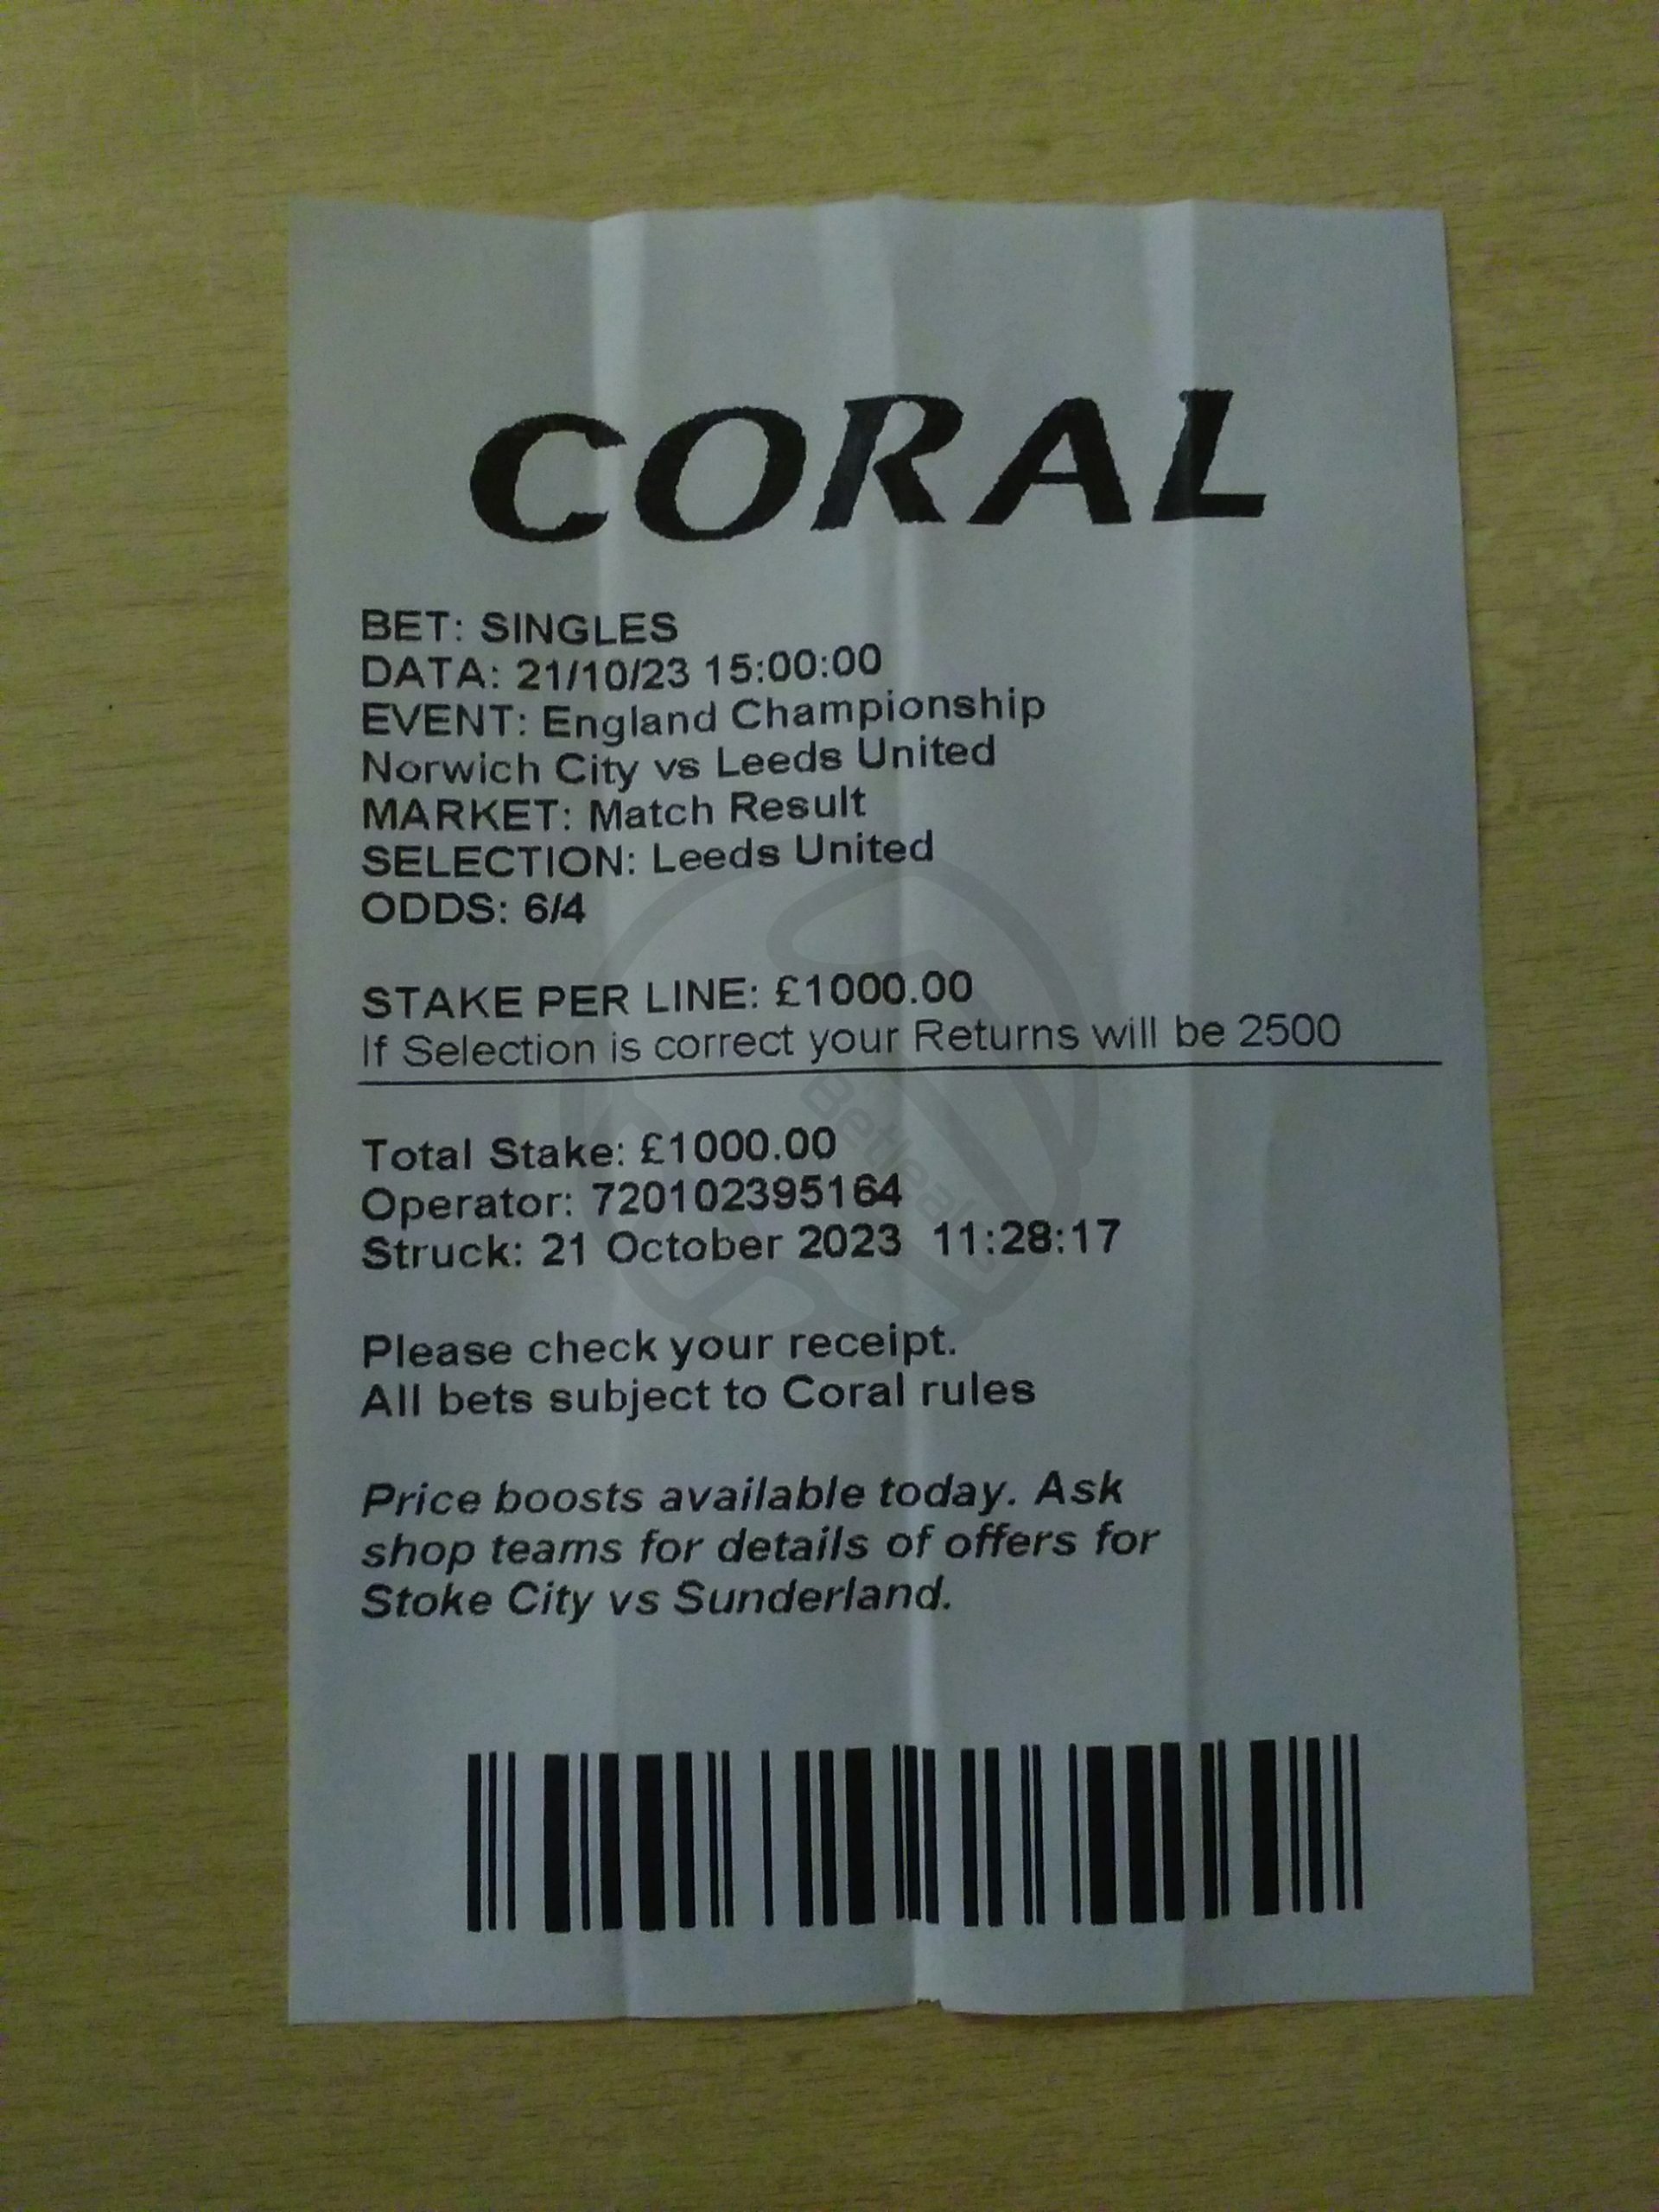 CORAL
BET: SINGLES
DATA: 21/10/23 15:00:00
EVENT: England Championship
Norwich City vs Leeds United
MARKET: Match Result
SELECTION: Leeds United
ODDS: 6/4
STAKE PER LINE: £1000.00
If Selection is correct your Returns will be 2500
Total Stake: £1000.00
Operator: 720102395164
Struck: 21 October 2023 11:28:17
Please check your receipt.
All bets subject to Coral rules
Price boosts available today. Ask
shop teams for details of offers for
Stoke City vs Sunderland.